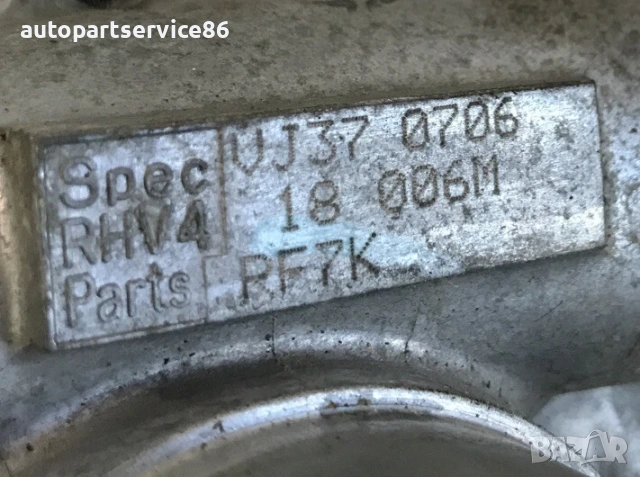 autopartservice86
Spec VJ37 0706
RHV4 18 006M
Parts RF7K
BAZAR